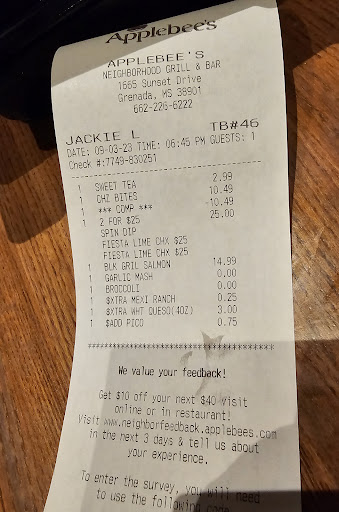 Applebee's
APPLEBEE'S
NEIGHBORHOOD GRILL & BAR
1665 Sunset Drive
Grenada, MS 38901
662-226-6222
JACKIE L TB#46
DATE: 09-03-23 TIME: 06:45 PM GUESTS: 1
Check #:7749-830251
1 SWEET TEA 2.99
1 CHZ BITES 10.49
1 *** COMP *** -10.49
1 2 FOR $25 25.00
SPIN DIP
FIESTA LIME CHX $25
FIESTA LIME CHX $25
1 BLK GRIL SALMON 14.99
1 GARLIC MASH 0.00
1 BROCCOLI 0.00
1 $XTRA MEXI RANCH 0.25
1 $XTRA WHT QUESO(4OZ) 3.00
1 $ADD PICO 0.75
****************************************
We value your feedback!
Get $10 off your next $40 visit
online or in restaurant!
Visit www.neighborfeedback.applebees.com
in the next 3 days & tell us about
your experience.
To enter the survey, you will need
to use the following code